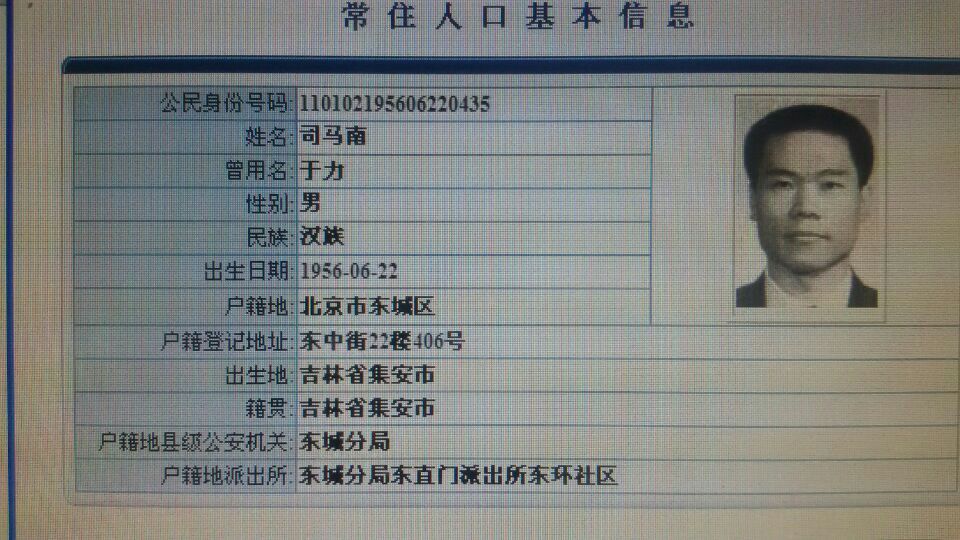 常住人口基本信息
公民身份号码: 110102195606220435
姓名: 司马南
曾用名: 于力
性别: 男
民族: 汉族
出生日期: 1956-06-22
户籍地: 北京市东城区
户籍登记地址: 东中街22楼406号
出生地: 吉林省集安市
籍贯: 吉林省集安市
户籍地县级公安机关: 东城分局
户籍地派出所: 东城分局东直门派出所东环社区